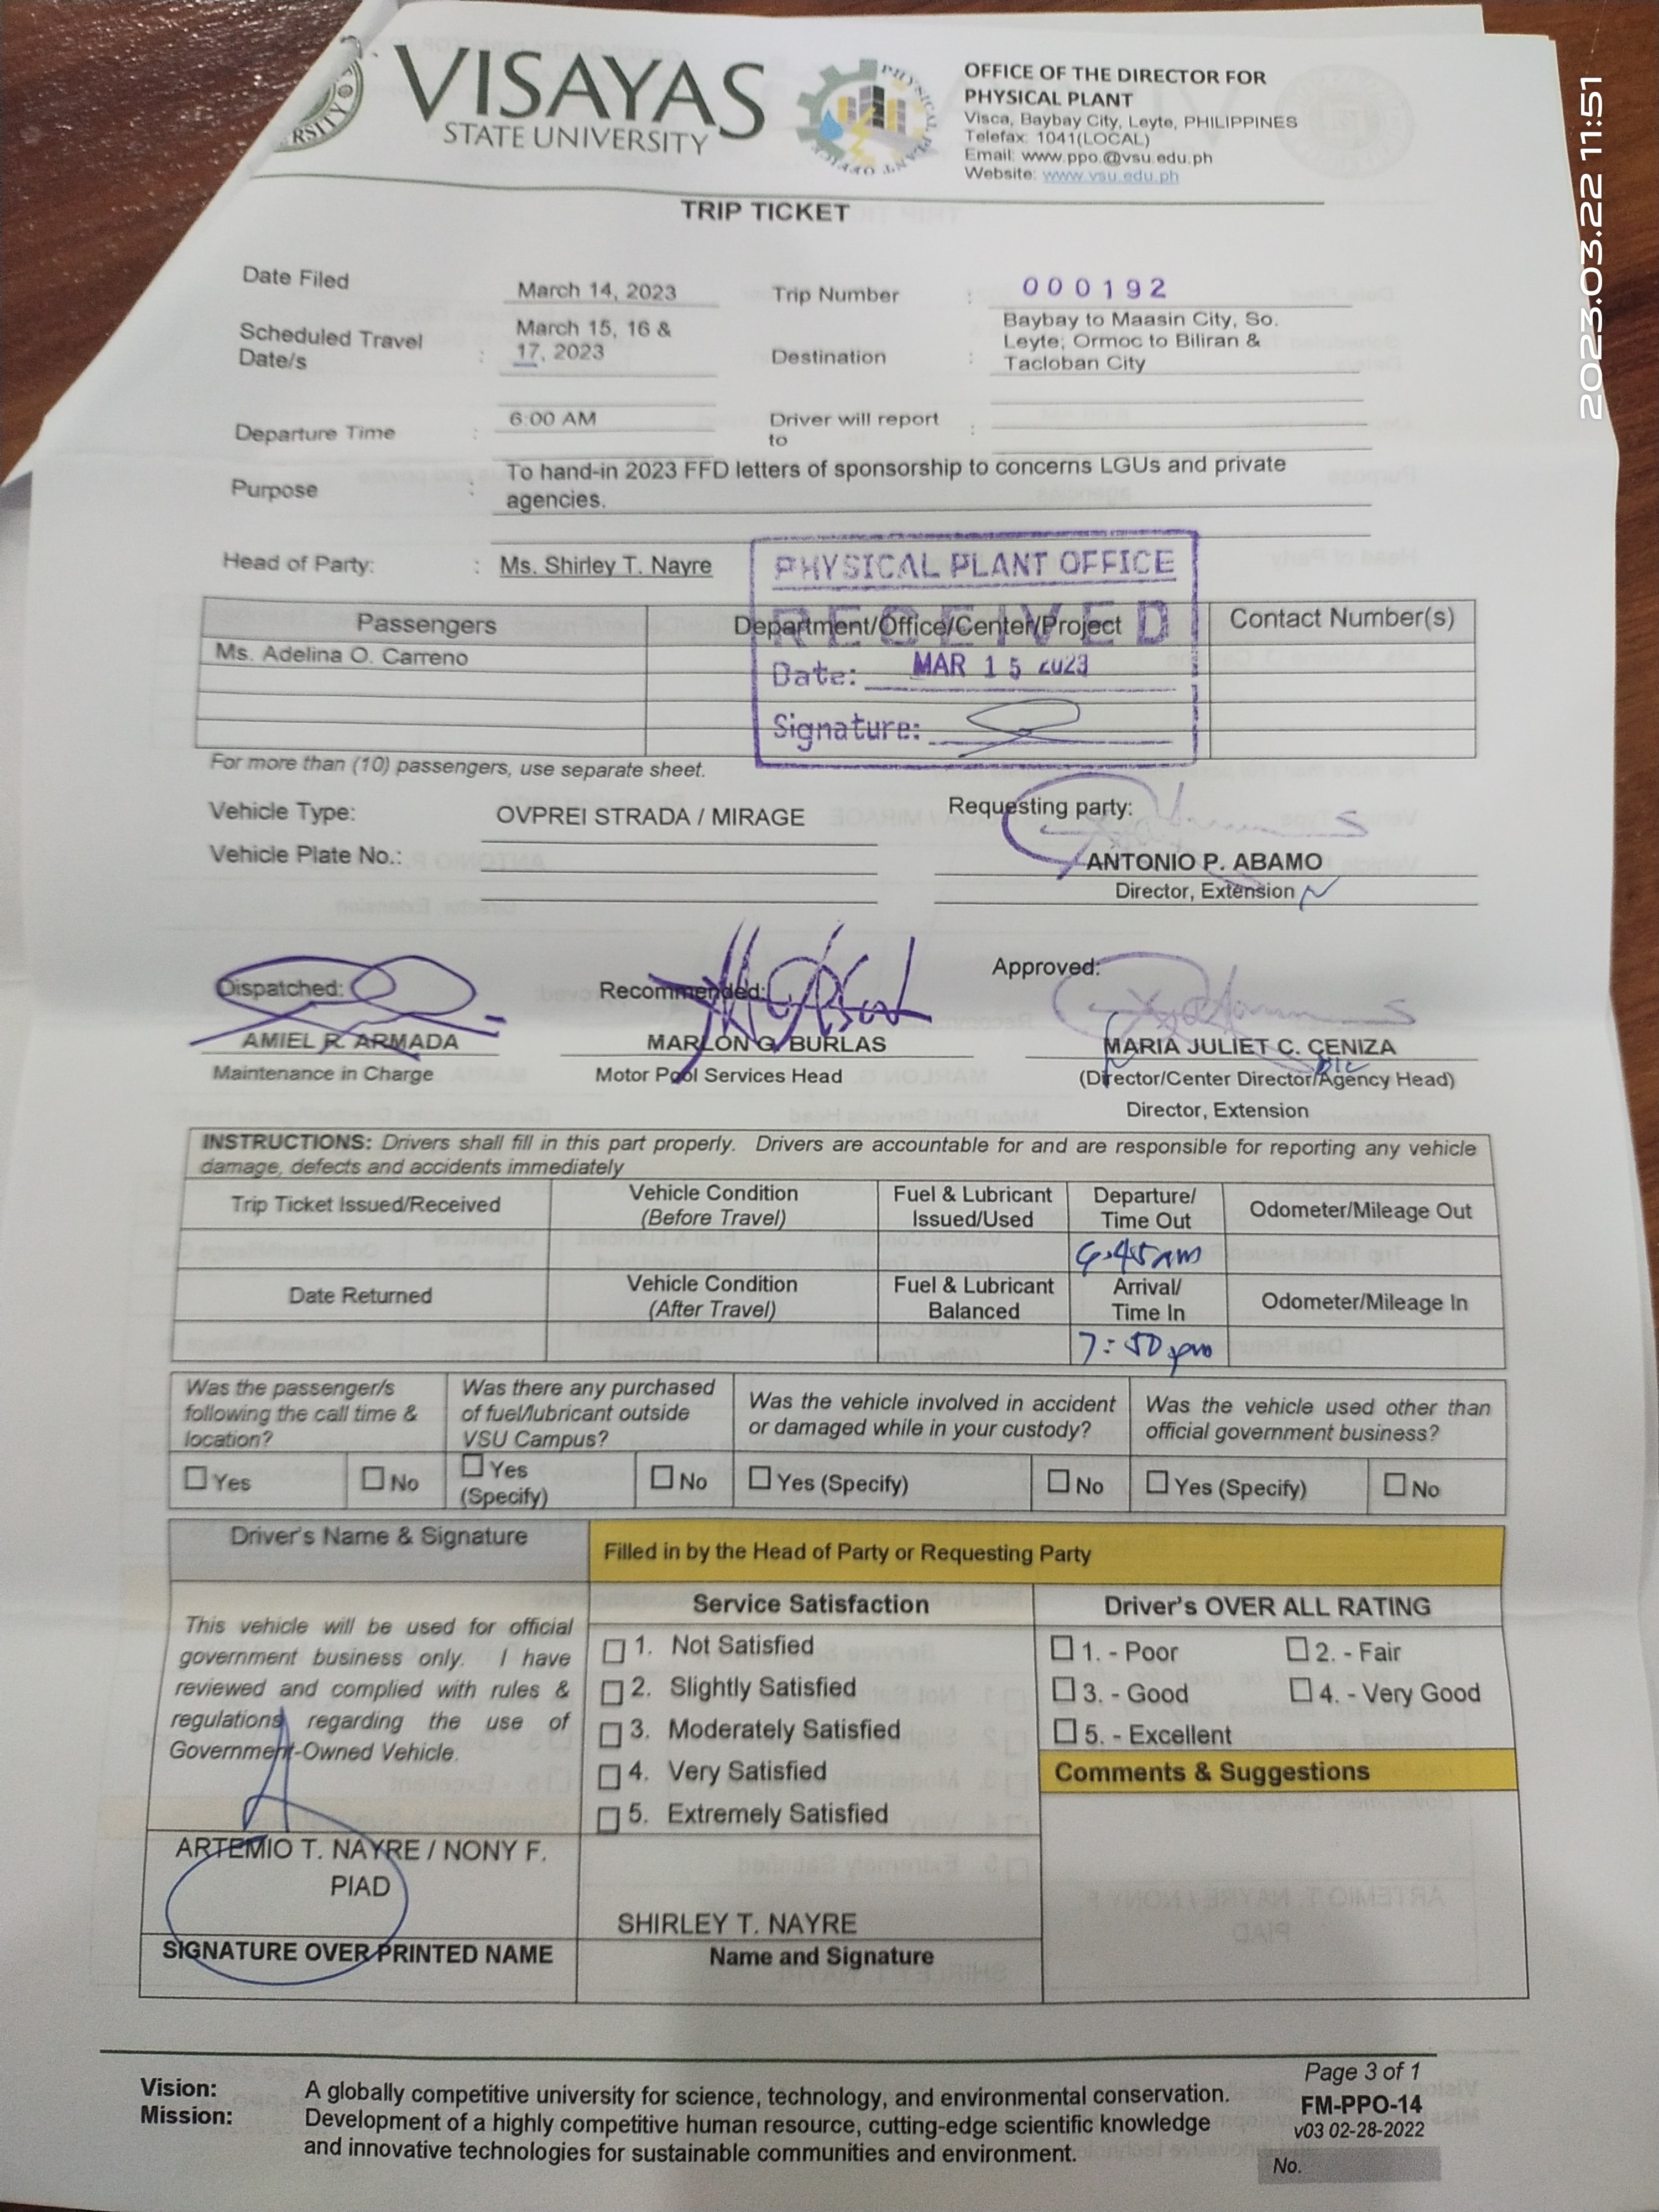 VISAYAS
STATE UNIVERSITY
RSITY
PHYSICAL PLANT OFFICE
OFFICE OF THE DIRECTOR FOR
PHYSICAL PLANT
Visca, Baybay City, Leyte, PHILIPPINES
Telefax: 1041(LOCAL)
Email: www.ppo.@vsu.edu.ph
Website: www.vsu.edu.ph
2023.03.22 11:51
TRIP TICKET
Date Filed March 14, 2023 Trip Number : 000192
Scheduled Travel Date/s : March 15, 16 & 17, 2023
Destination : Baybay to Maasin City, So.
Leyte; Ormoc to Biliran &
Tacloban City
Departure Time : 6:00 AM Driver will report to :
Purpose : To hand-in 2023 FFD letters of sponsorship to concerns LGUs and private
agencies.
Head of Party: : Ms. Shirley T. Nayre
PHYSICAL PLANT OFFICE
RECEIVED
Date: MAR 15 2023
Signature:
Passengers Department/Office/Center/Project Contact Number(s)
Ms. Adelina O. Carreno
For more than (10) passengers, use separate sheet.
Vehicle Type: OVPREI STRADA / MIRAGE
Vehicle Plate No.:
Requesting party:
ANTONIO P. ABAMO
Director, Extension
Dispatched:
AMIEL R. ARMADA
Maintenance in Charge
Recommended:
MARLON G. BURLAS
Motor Pool Services Head
Approved:
MARIA JULIET C. CENIZA
(Director/Center Director/Agency Head)
Director, Extension
INSTRUCTIONS: Drivers shall fill in this part properly. Drivers are accountable for and are responsible for reporting any vehicle
damage, defects and accidents immediately
Trip Ticket Issued/Received Vehicle Condition (Before Travel) Fuel & Lubricant Issued/Used Departure/ Time Out Odometer/Mileage Out
Date Returned Vehicle Condition (After Travel) Fuel & Lubricant Balanced Arrival/ Time In Odometer/Mileage In
7:50 pm
Was the passenger/s
following the call time &
location?
Was there any purchased
of fuel/lubricant outside
VSU Campus?
Was the vehicle involved in accident
or damaged while in your custody?
Was the vehicle used other than
official government business?
Yes No Yes (Specify) No Yes (Specify) No Yes (Specify) No
Driver's Name & Signature
Filled in by the Head of Party or Requesting Party
This vehicle will be used for official
government business only. I have
reviewed and complied with rules &
regulations regarding the use of
Government-Owned Vehicle.
ARTEMIO T. NAYRE / NONY F.
PIAD
SIGNATURE OVER PRINTED NAME
Service Satisfaction
1. Not Satisfied
2. Slightly Satisfied
3. Moderately Satisfied
4. Very Satisfied
5. Extremely Satisfied
SHIRLEY T. NAYRE
Name and Signature
Driver's OVER ALL RATING
1. - Poor 2. - Fair
3. - Good 4. - Very Good
5. - Excellent
Comments & Suggestions
Vision: A globally competitive university for science, technology, and environmental conservation.
Mission: Development of a highly competitive human resource, cutting-edge scientific knowledge
and innovative technologies for sustainable communities and environment.
Page 3 of 1
FM-PPO-14
v03 02-28-2022
No.